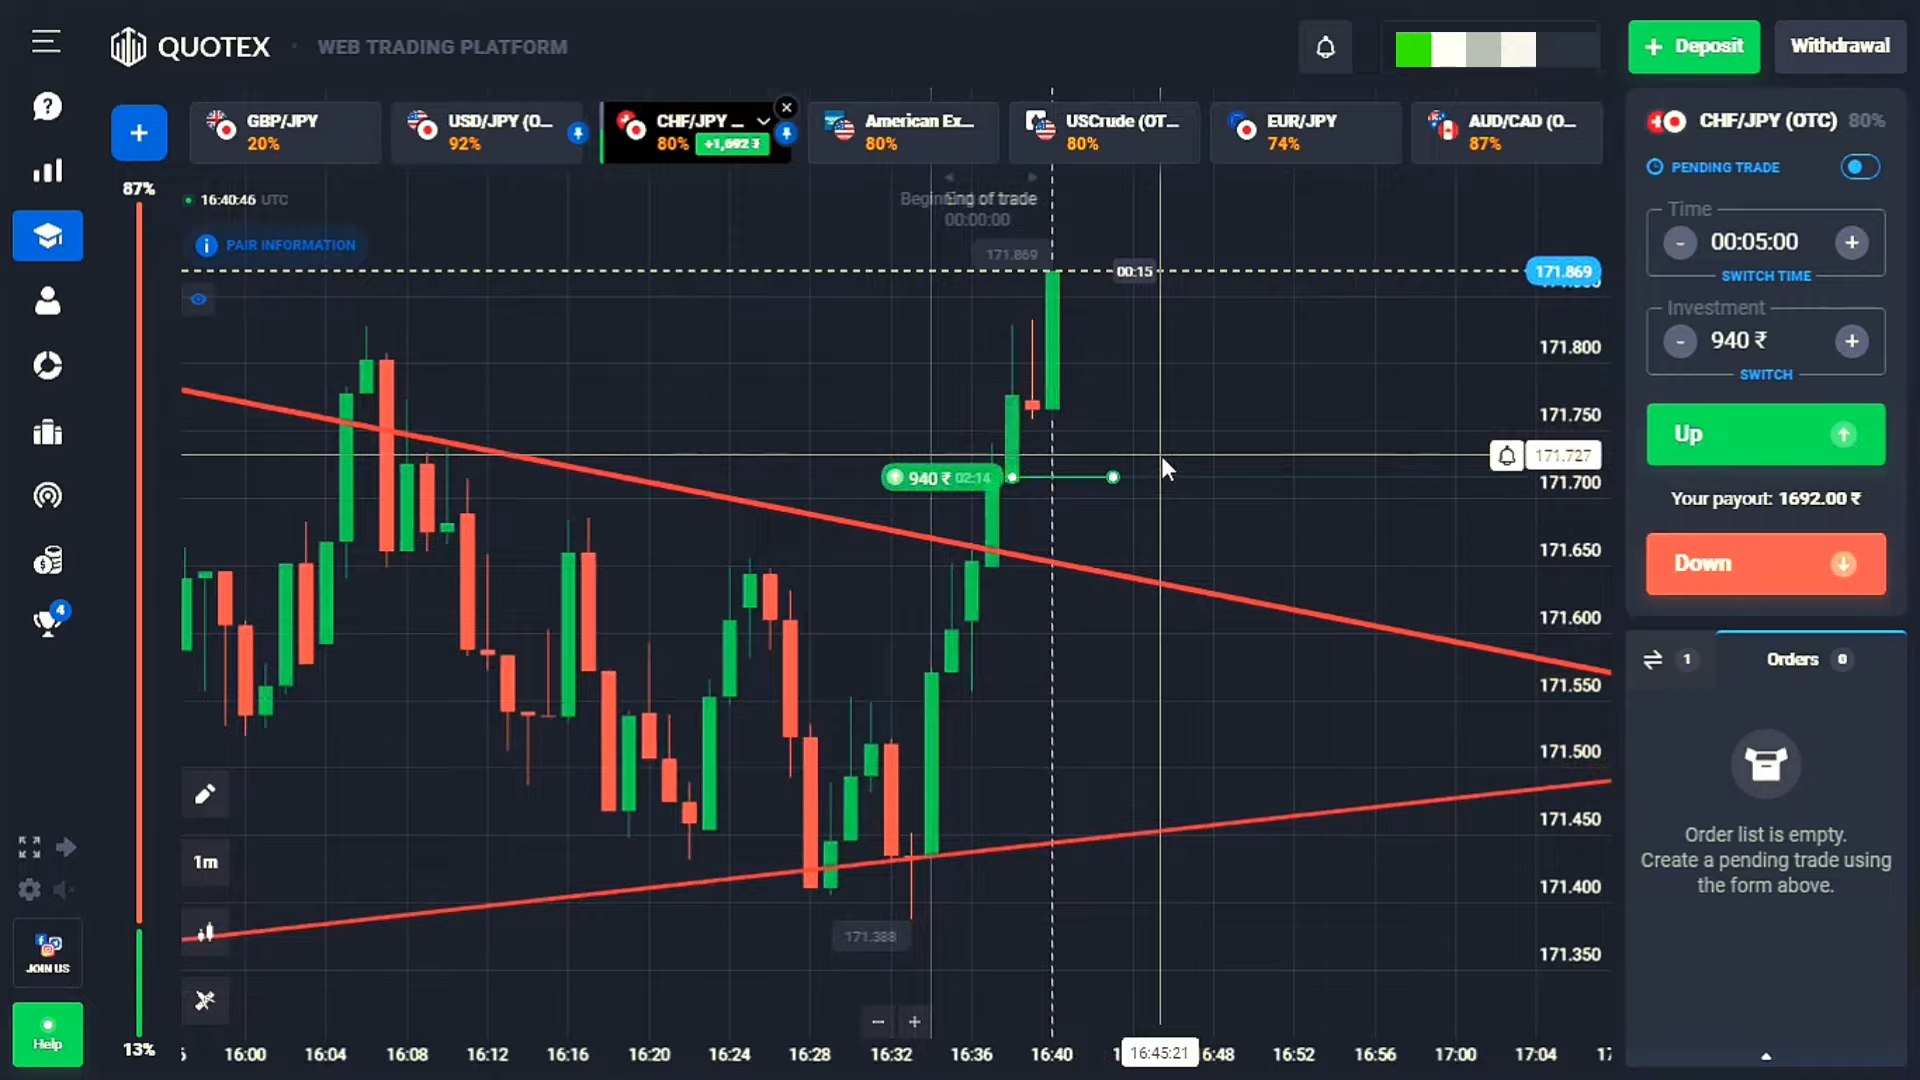 QUOTEX
WEB TRADING PLATFORM
Deposit
Withdrawal
GBP/JPY
20%
USD/JPY (O...
92%
CHF/JPY ...
80%
+1,692 ₹
American Ex...
80%
USCrude (OT...
80%
EUR/JPY
74%
AUD/CAD (O...
87%
CHF/JPY (OTC) 80%
PENDING TRADE
Time
- 00:05:00 +
SWITCH TIME
Investment
- 940 ₹ +
SWITCH
Up
Your payout: 1692.00 ₹
Down
1
Orders 0
Order list is empty.
Create a pending trade using
the form above.
87%
16:40:46 UTC
PAIR INFORMATION
End of trade
00:00:00
171.869
00:15
171.869
171.800
171.750
171.727
171.700
171.650
171.600
171.550
171.500
171.450
171.400
171.350
940 ₹ 02:14
171.388
1m
4
JOIN US
Help
13%
16:00
16:04
16:08
16:12
16:16
16:20
16:24
16:28
16:32
16:36
16:40
16:45:21
6:48
16:52
16:56
17:00
17:04